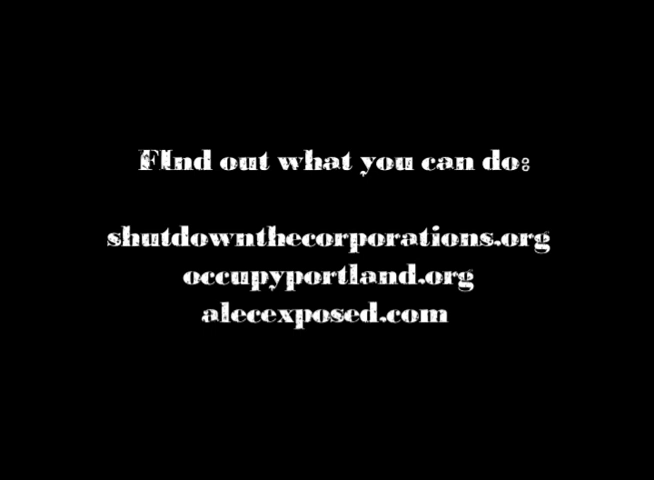 FInd out what you can do:
shutdownthecorporations.org
occupyportland.org
alecexposed.com